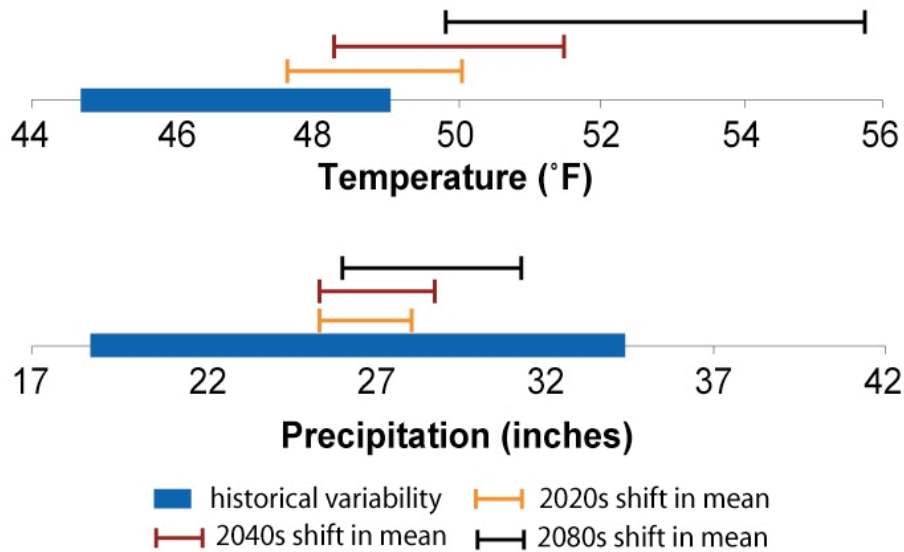 44 46 48 50 52 54 56
Temperature (˚F)
17 22 27 32 37 42
Precipitation (inches)
historical variability 2020s shift in mean
2040s shift in mean 2080s shift in mean